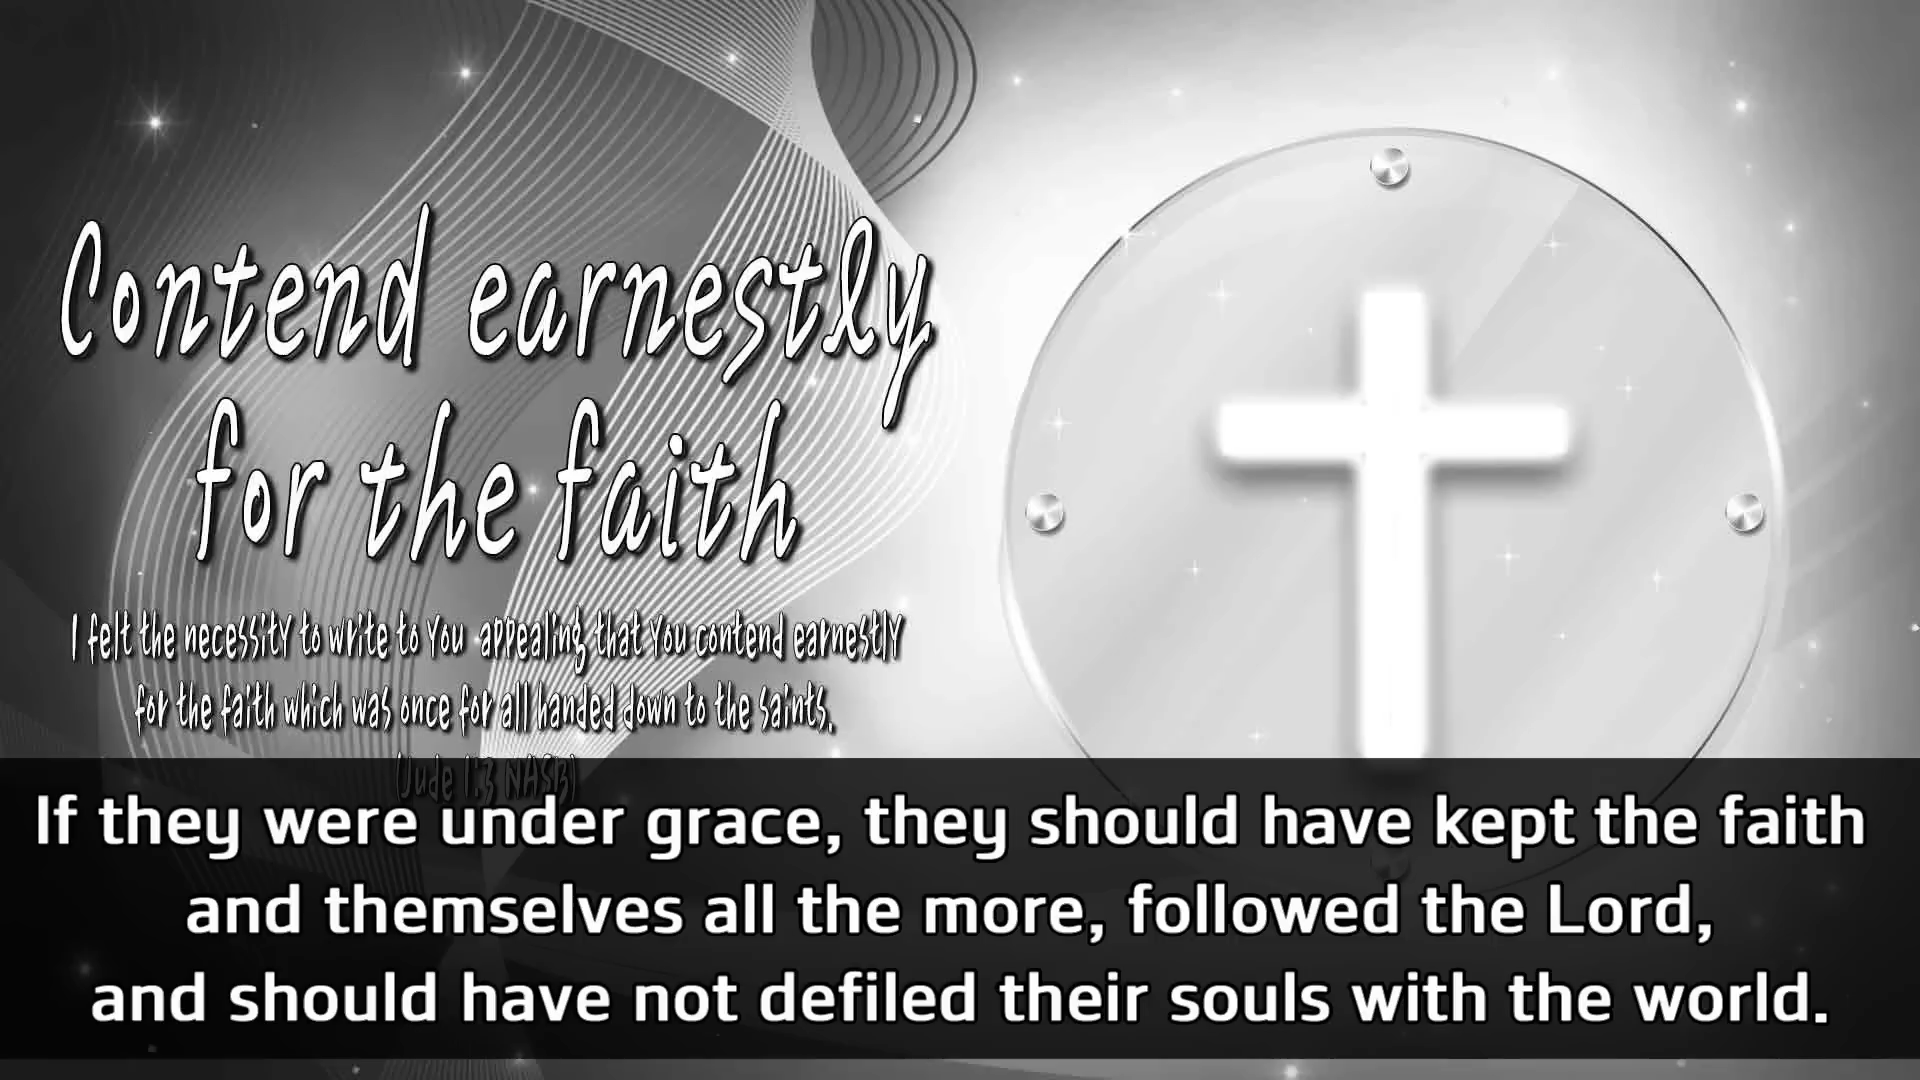 Contend earnestly
for the faith
I felt the necessity to write to you appealing that you contend earnestly
for the faith which was once for all handed down to the saints.
(Jude 1:3 NASB)
If they were under grace, they should have kept the faith
and themselves all the more, followed the Lord,
and should have not defiled their souls with the world.